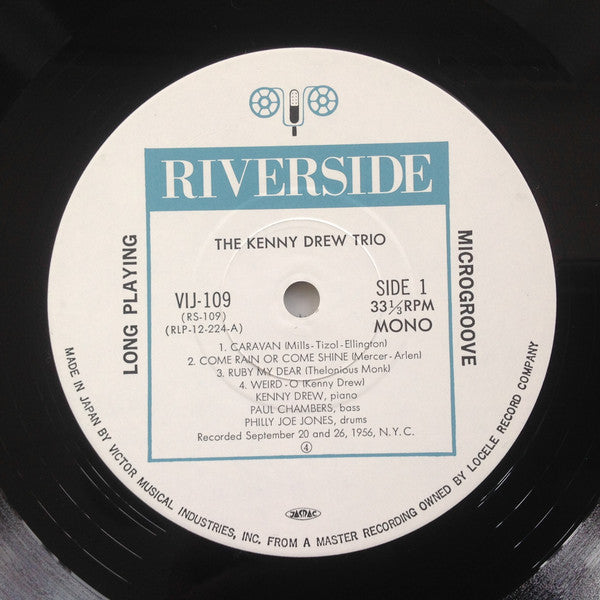 RIVERSIDE
THE KENNY DREW TRIO
LONG PLAYING
MICROGROOVE
VIJ-109
(RS-109)
(RLP-12-224-A)
SIDE 1
33⅓RPM
MONO
1. CARAVAN (Mills-Tizol-Ellington)
2. COME RAIN OR COME SHINE (Mercer-Arlen)
3. RUBY MY DEAR (Thelonious Monk)
4. WEIRD-O (Kenny Drew)
KENNY DREW, piano
PAUL CHAMBERS, bass
PHILLY JOE JONES, drums
Recorded September 20 and 26, 1956, N.Y.C.
④
JASRAC
MADE IN JAPAN BY VICTOR MUSICAL INDUSTRIES, INC. FROM A MASTER RECORDING OWNED BY LOCELE RECORD COMPANY